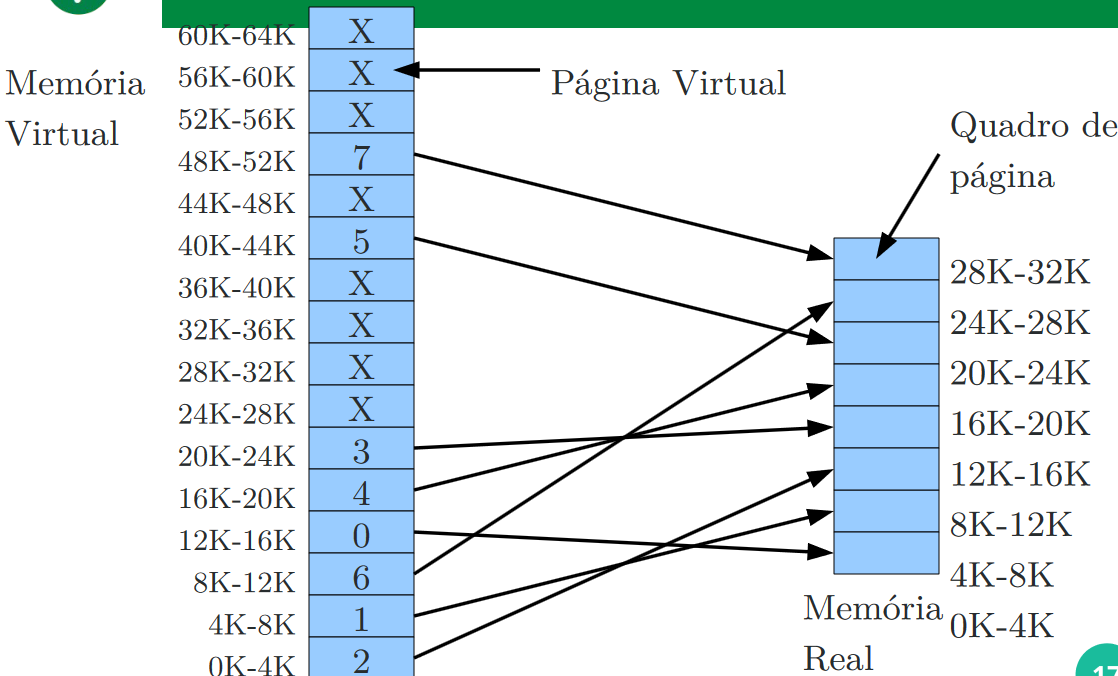 60K-64K X
Memória
Virtual
56K-60K X
Página Virtual
52K-56K X
Quadro de
página
48K-52K 7
44K-48K X
40K-44K 5
36K-40K X
32K-36K X
28K-32K X
24K-28K X
20K-24K 3
16K-20K 4
12K-16K 0
8K-12K 6
4K-8K 1
0K-4K 2
28K-32K
24K-28K
20K-24K
16K-20K
12K-16K
8K-12K
4K-8K
0K-4K
Memória
Real
17